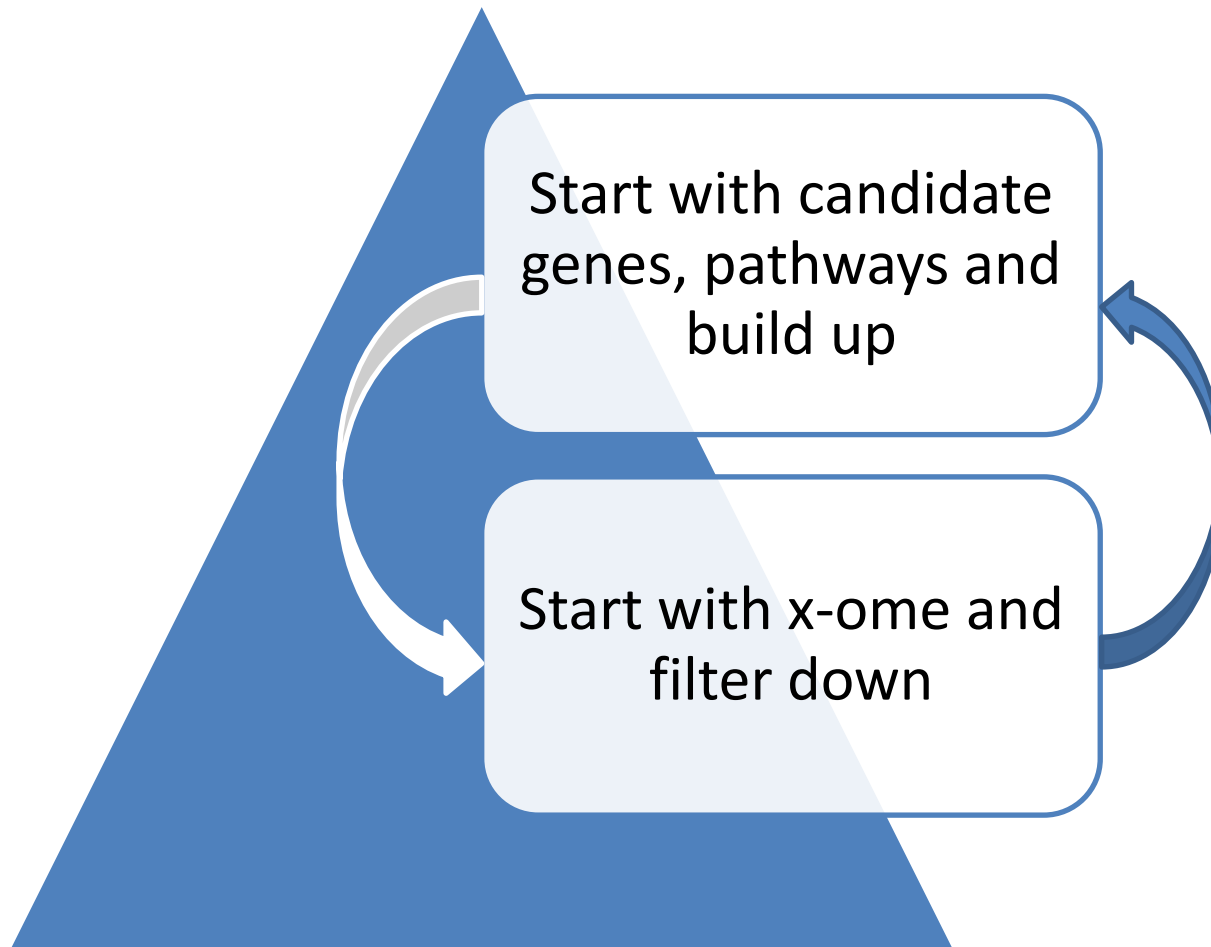 Start with candidate
genes, pathways and
build up
Start with x-ome and
filter down